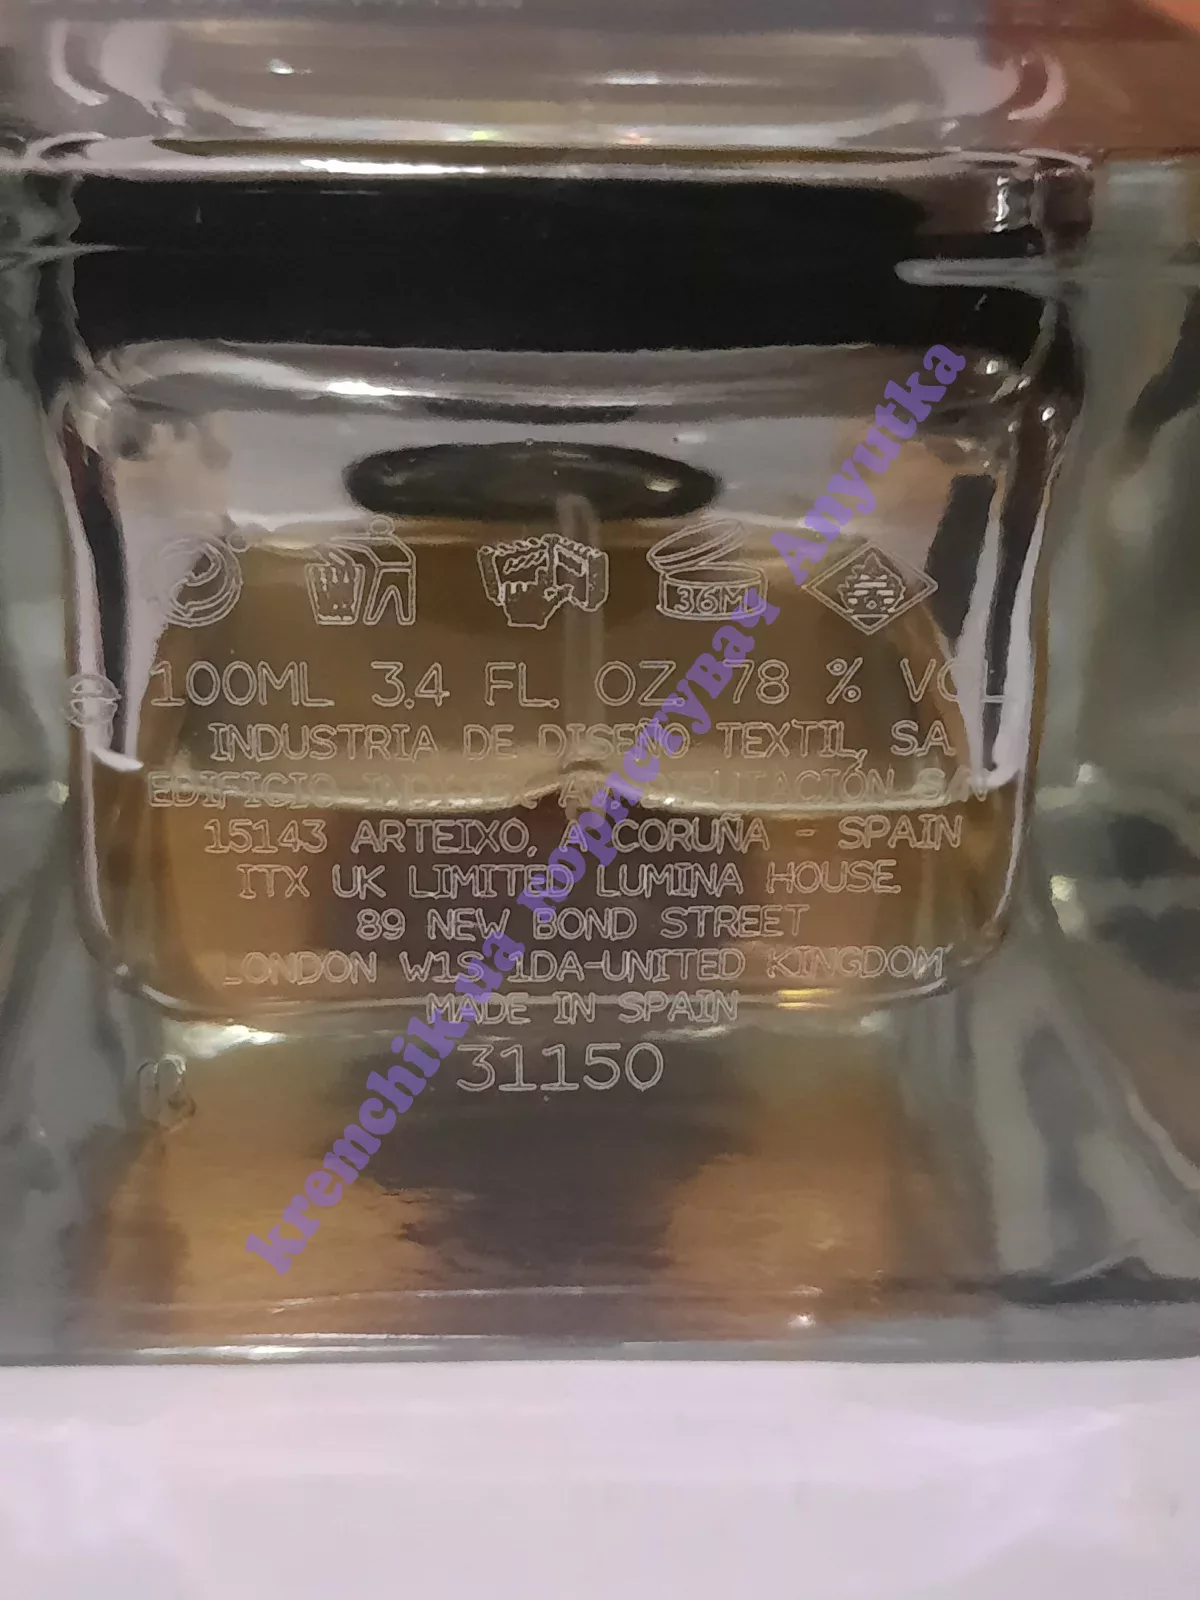 36M
℮ 100ML 3.4 FL. OZ. 78 % VOL
INDUSTRIA DE DISEÑO TEXTIL, S.A.
EDIFICIO DIPUTACIÓN S/N
15143 ARTEIXO, A CORUÑA - SPAIN
ITX UK LIMITED LUMINA HOUSE
89 NEW BOND STREET
LONDON W1S 1DA-UNITED KINGDOM
MADE IN SPAIN
31150
kremchik.ua користувач Anyutka